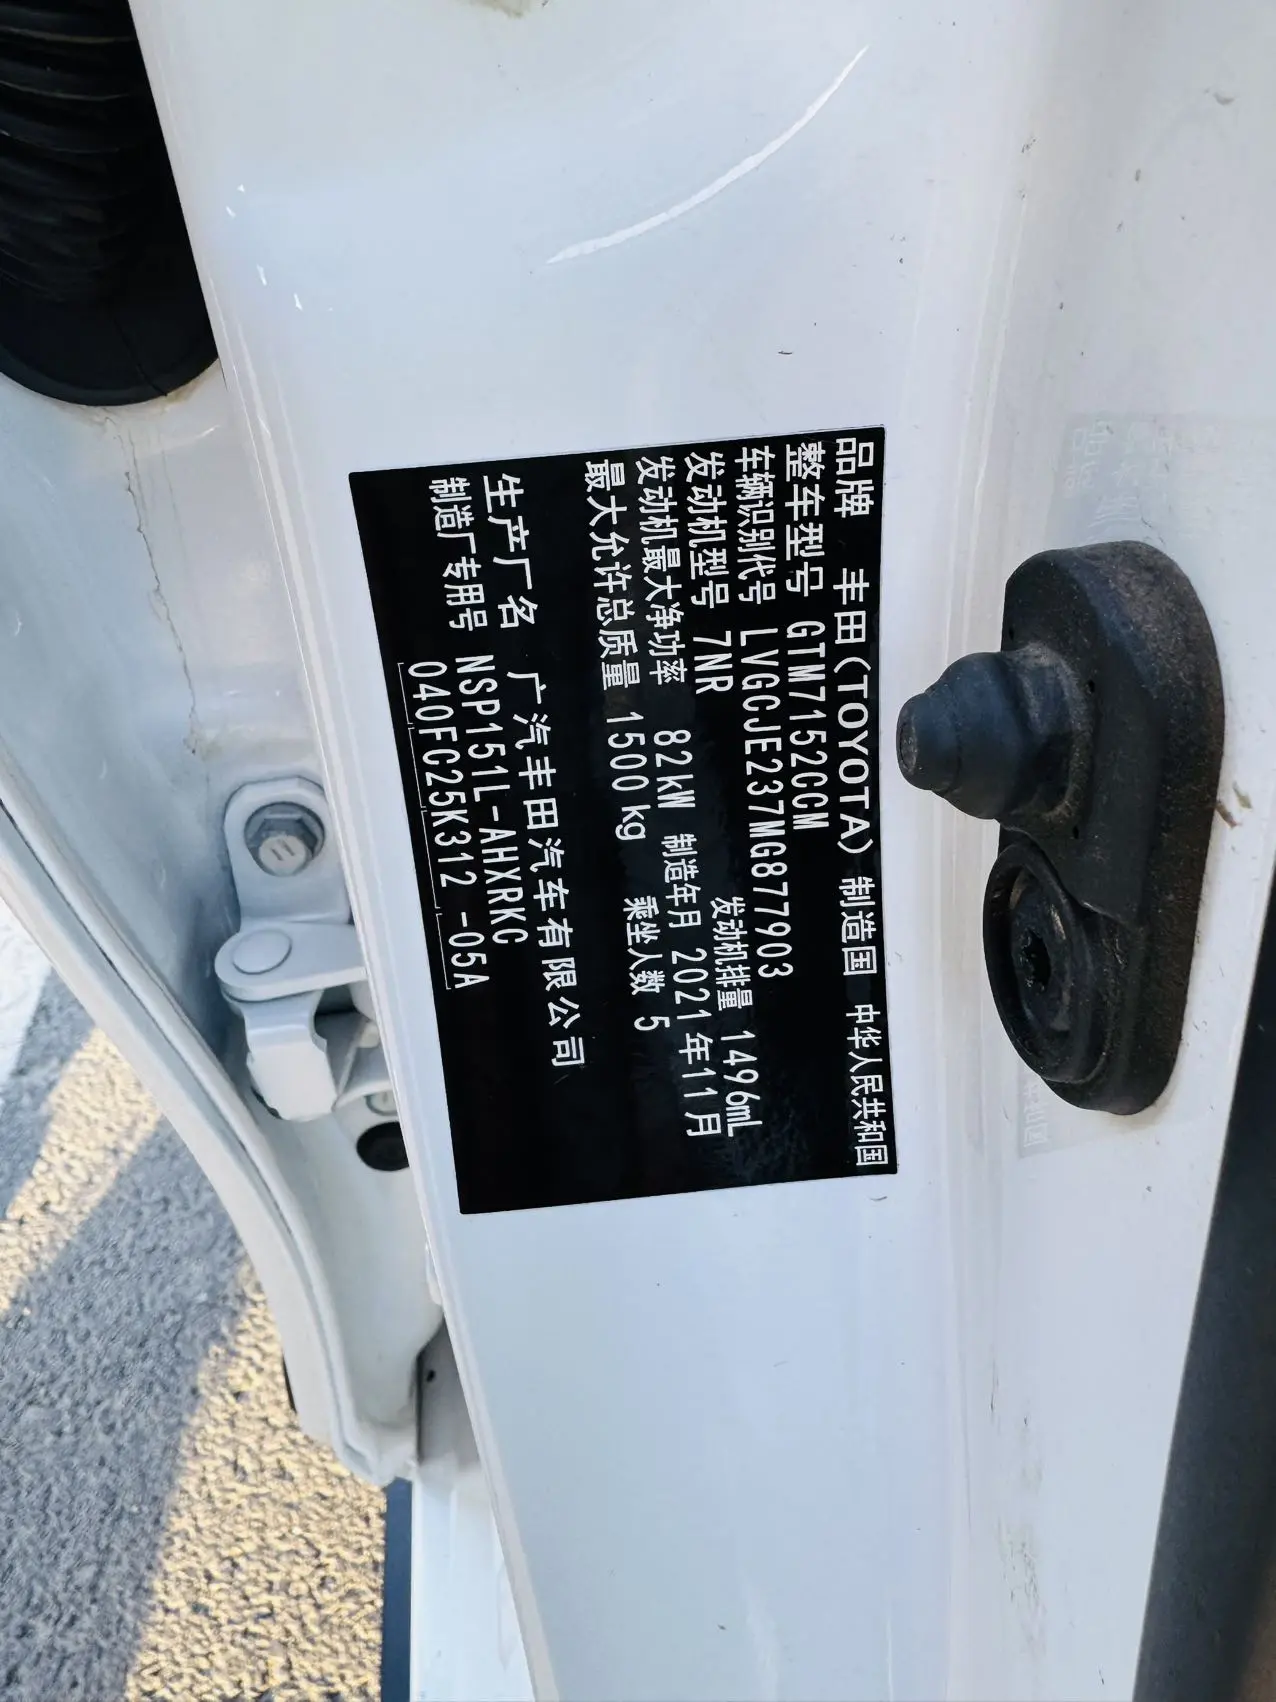 品牌 丰田(TOYOTA) 制造国 中华人民共和国
整车型号 GTM7152CCM
车辆识别代号 LVGCJE237MG877903
发动机型号 7NR 发动机排量 1496mL
发动机最大净功率 82kW 制造年月 2021年11月
最大允许总质量 1500kg 乘坐人数 5
生产厂名 广汽丰田汽车有限公司
制造厂专用号 NSP151L-AHXRKC
040FC25K312 -05A